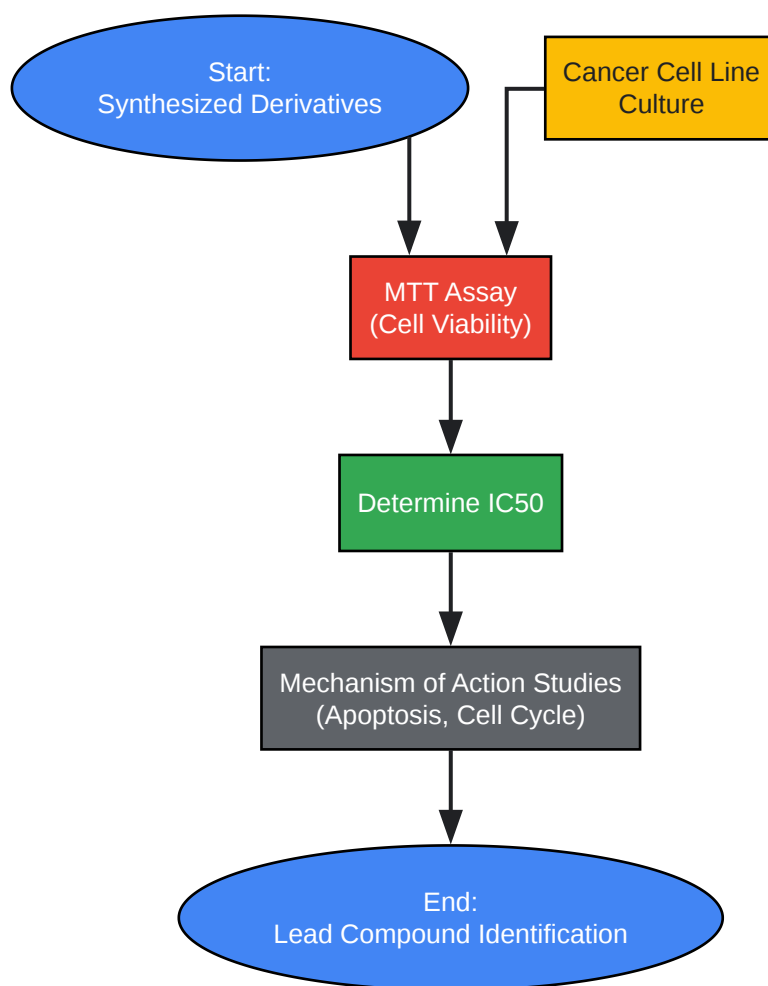 Start:
Synthesized Derivatives
Cancer Cell Line
Culture
MTT Assay
(Cell Viability)
Determine IC50
Mechanism of Action Studies
(Apoptosis, Cell Cycle)
End:
Lead Compound Identification